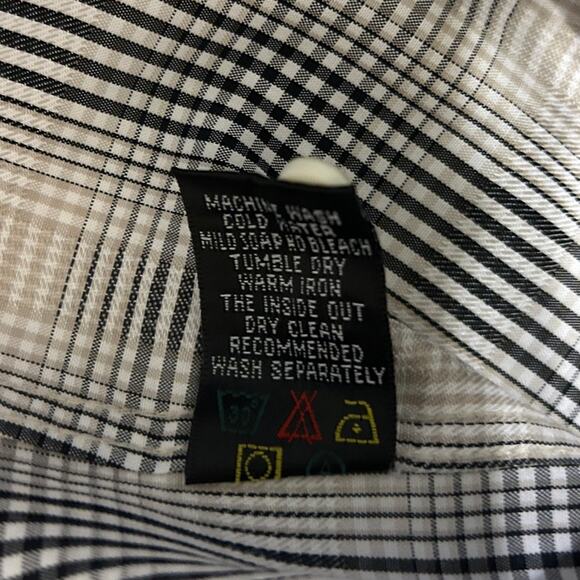 MACHINE WASH
COLD WATER
MILD SOAP NO BLEACH
TUMBLE DRY
WARM IRON
THE INSIDE OUT
DRY CLEAN
RECOMMENDED
WASH SEPARATELY
30°
A